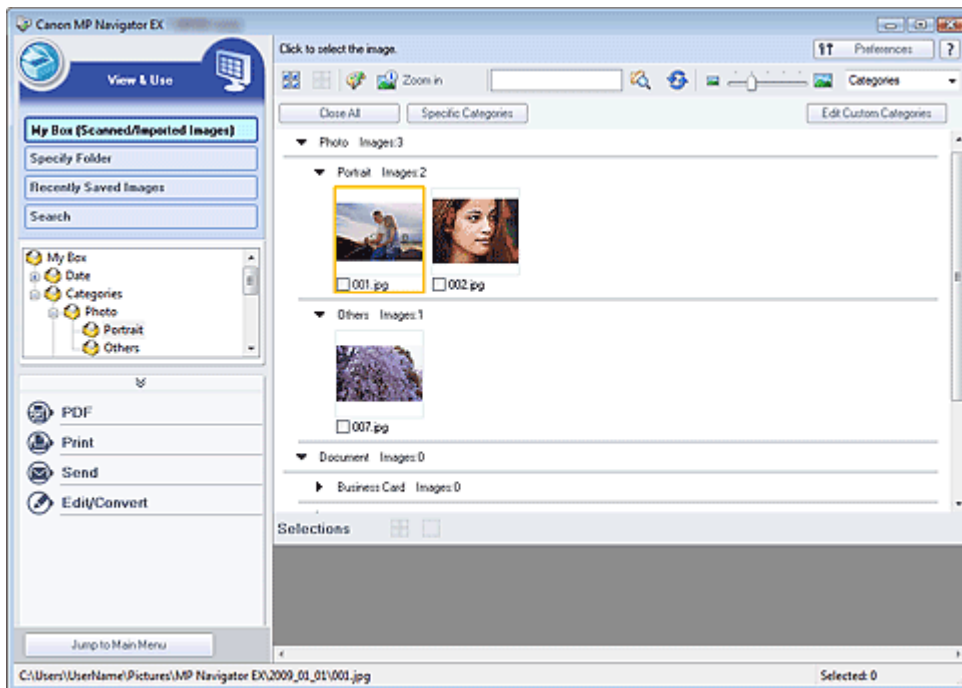 Canon MP Navigator EX
View & Use
My Box (Scanned/Imported Images)
Specify Folder
Recently Saved Images
Search
My Box
Date
Categories
Photo
Portrait
Others
PDF
Print
Send
Edit/Convert
Jump to Main Menu
Click to select the image.
Preferences
?
Zoom in
Categories
Close All
Specific Categories
Edit Custom Categories
Photo Images:3
Portrait Images:2
001.jpg
002.jpg
Others Images:1
007.jpg
Document Images:0
Business Card Images:0
Selections
C:\Users\UserName\Pictures\MP Navigator EX\2009_01_01\001.jpg
Selected: 0